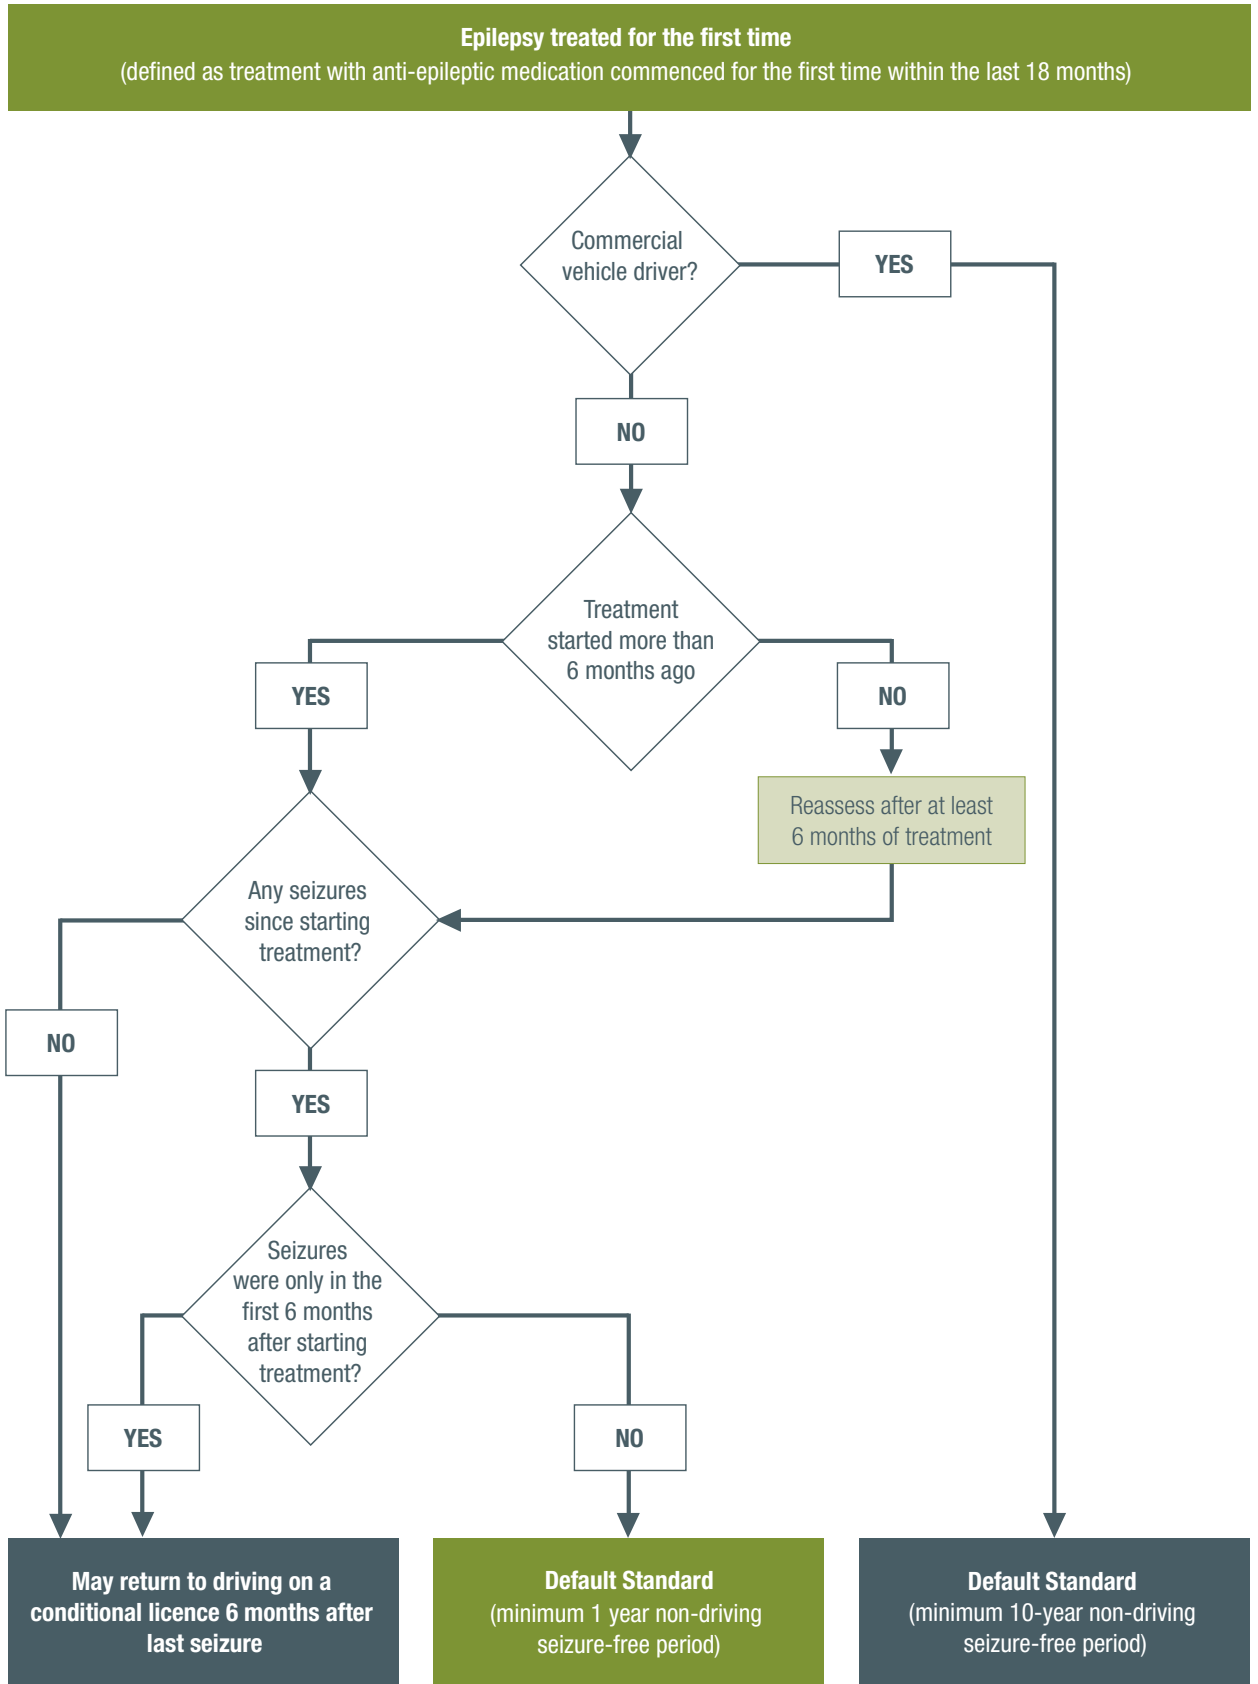 Epilepsy treated for the first time
(defined as treatment with anti-epileptic medication commenced for the first time within the last 18 months)
Commercial
vehicle driver?
YES
NO
Treatment
started more than
6 months ago
YES
NO
Reassess after at least
6 months of treatment
Any seizures
since starting
treatment?
NO
YES
Seizures
were only in the
first 6 months
after starting
treatment?
YES
NO
May return to driving on a
conditional licence 6 months after
last seizure
Default Standard
(minimum 1 year non-driving
seizure-free period)
Default Standard
(minimum 10-year non-driving
seizure-free period)